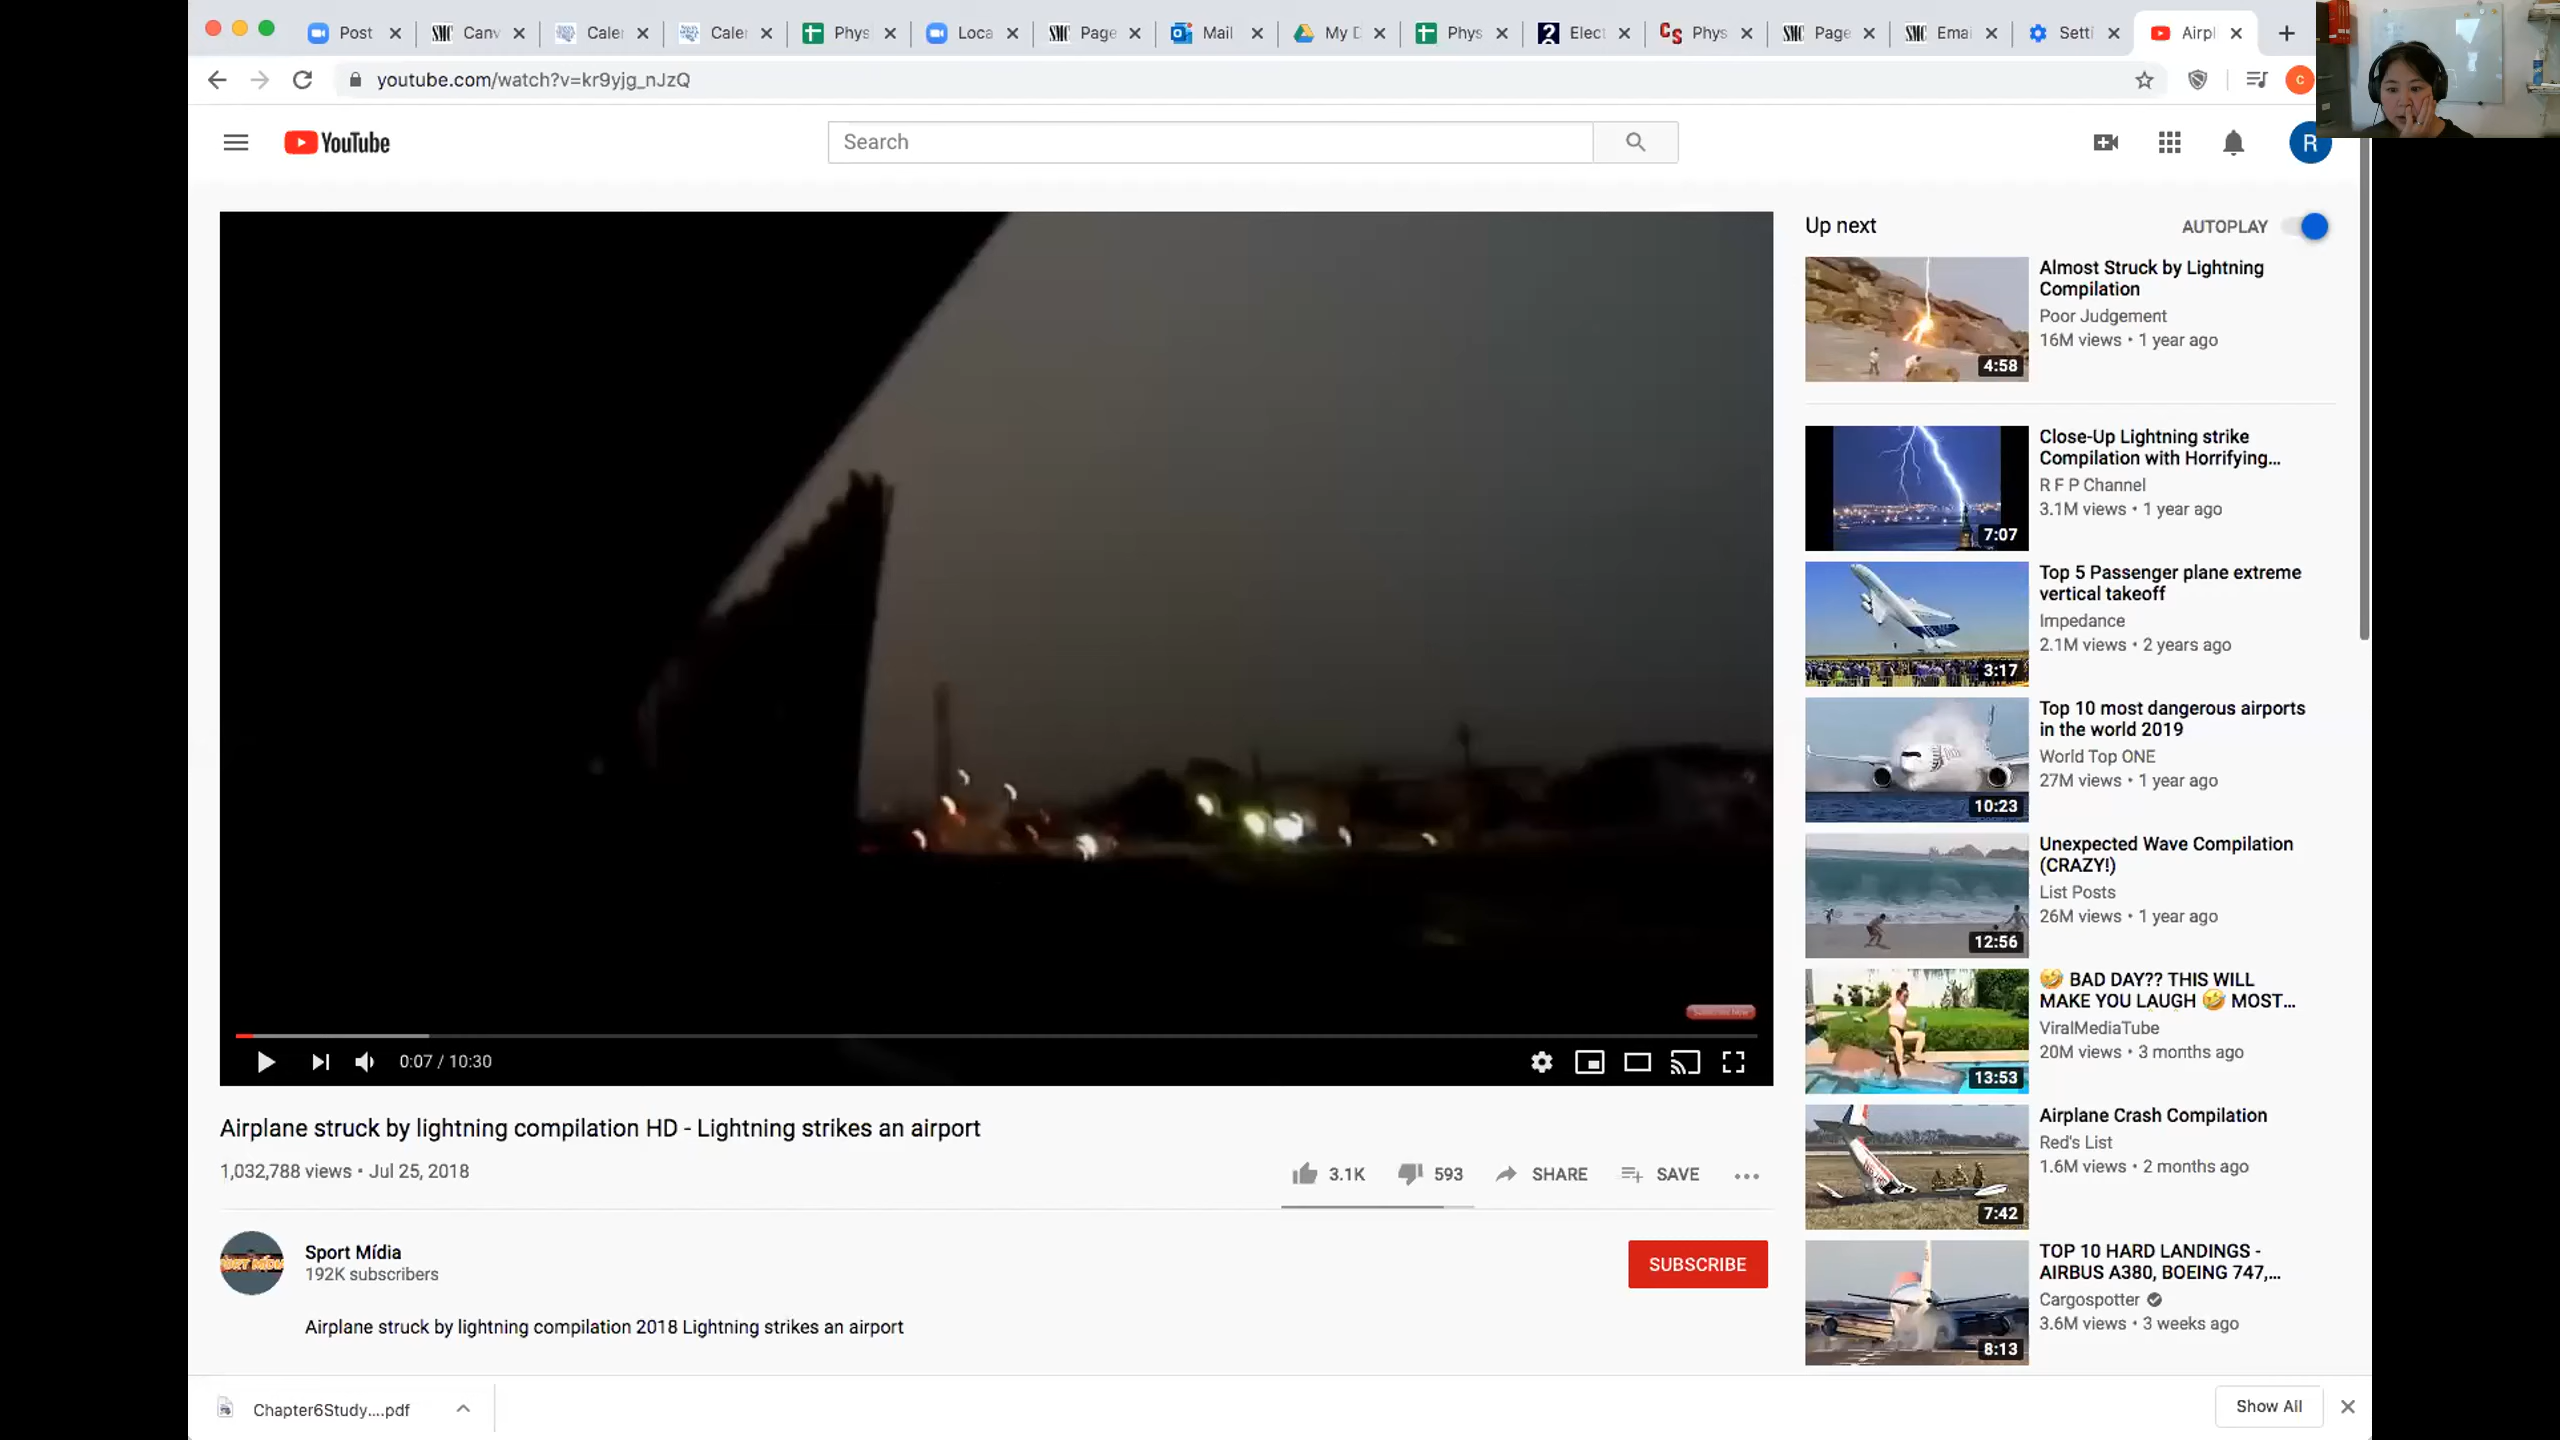 Post
SMC Canv
Caler
Caler
Phys
Loca
SMC Page
Mail
My D
Phys
? Elect
CS Phys
SMC Page
SMC Emai
Setti
Airpl
youtube.com/watch?v=kr9yjg_nJzQ
C
YouTube
Search
R
Up next
AUTOPLAY
Almost Struck by Lightning
Compilation
Poor Judgement
16M views • 1 year ago
4:58
Close-Up Lightning strike
Compilation with Horrifying...
R F P Channel
3.1M views • 1 year ago
7:07
Top 5 Passenger plane extreme
vertical takeoff
Impedance
2.1M views • 2 years ago
3:17
Top 10 most dangerous airports
in the world 2019
World Top ONE
27M views • 1 year ago
10:23
Unexpected Wave Compilation
(CRAZY!)
List Posts
26M views • 1 year ago
12:56
🤣 BAD DAY?? THIS WILL
MAKE YOU LAUGH 🤣 MOST...
ViralMediaTube
20M views • 3 months ago
13:53
Airplane Crash Compilation
Red's List
1.6M views • 2 months ago
7:42
TOP 10 HARD LANDINGS -
AIRBUS A380, BOEING 747,...
Cargospotter
3.6M views • 3 weeks ago
8:13
0:07 / 10:30
Airplane struck by lightning compilation HD - Lightning strikes an airport
1,032,788 views • Jul 25, 2018
3.1K
593
SHARE
SAVE
Sport Mídia
192K subscribers
SUBSCRIBE
Airplane struck by lightning compilation 2018 Lightning strikes an airport
Chapter6Study....pdf
Show All